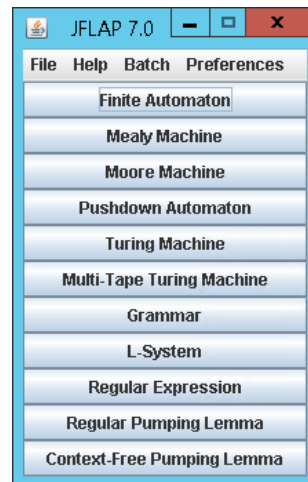 JFLAP 7.0
File Help Batch Preferences
Finite Automaton
Mealy Machine
Moore Machine
Pushdown Automaton
Turing Machine
Multi-Tape Turing Machine
Grammar
L-System
Regular Expression
Regular Pumping Lemma
Context-Free Pumping Lemma